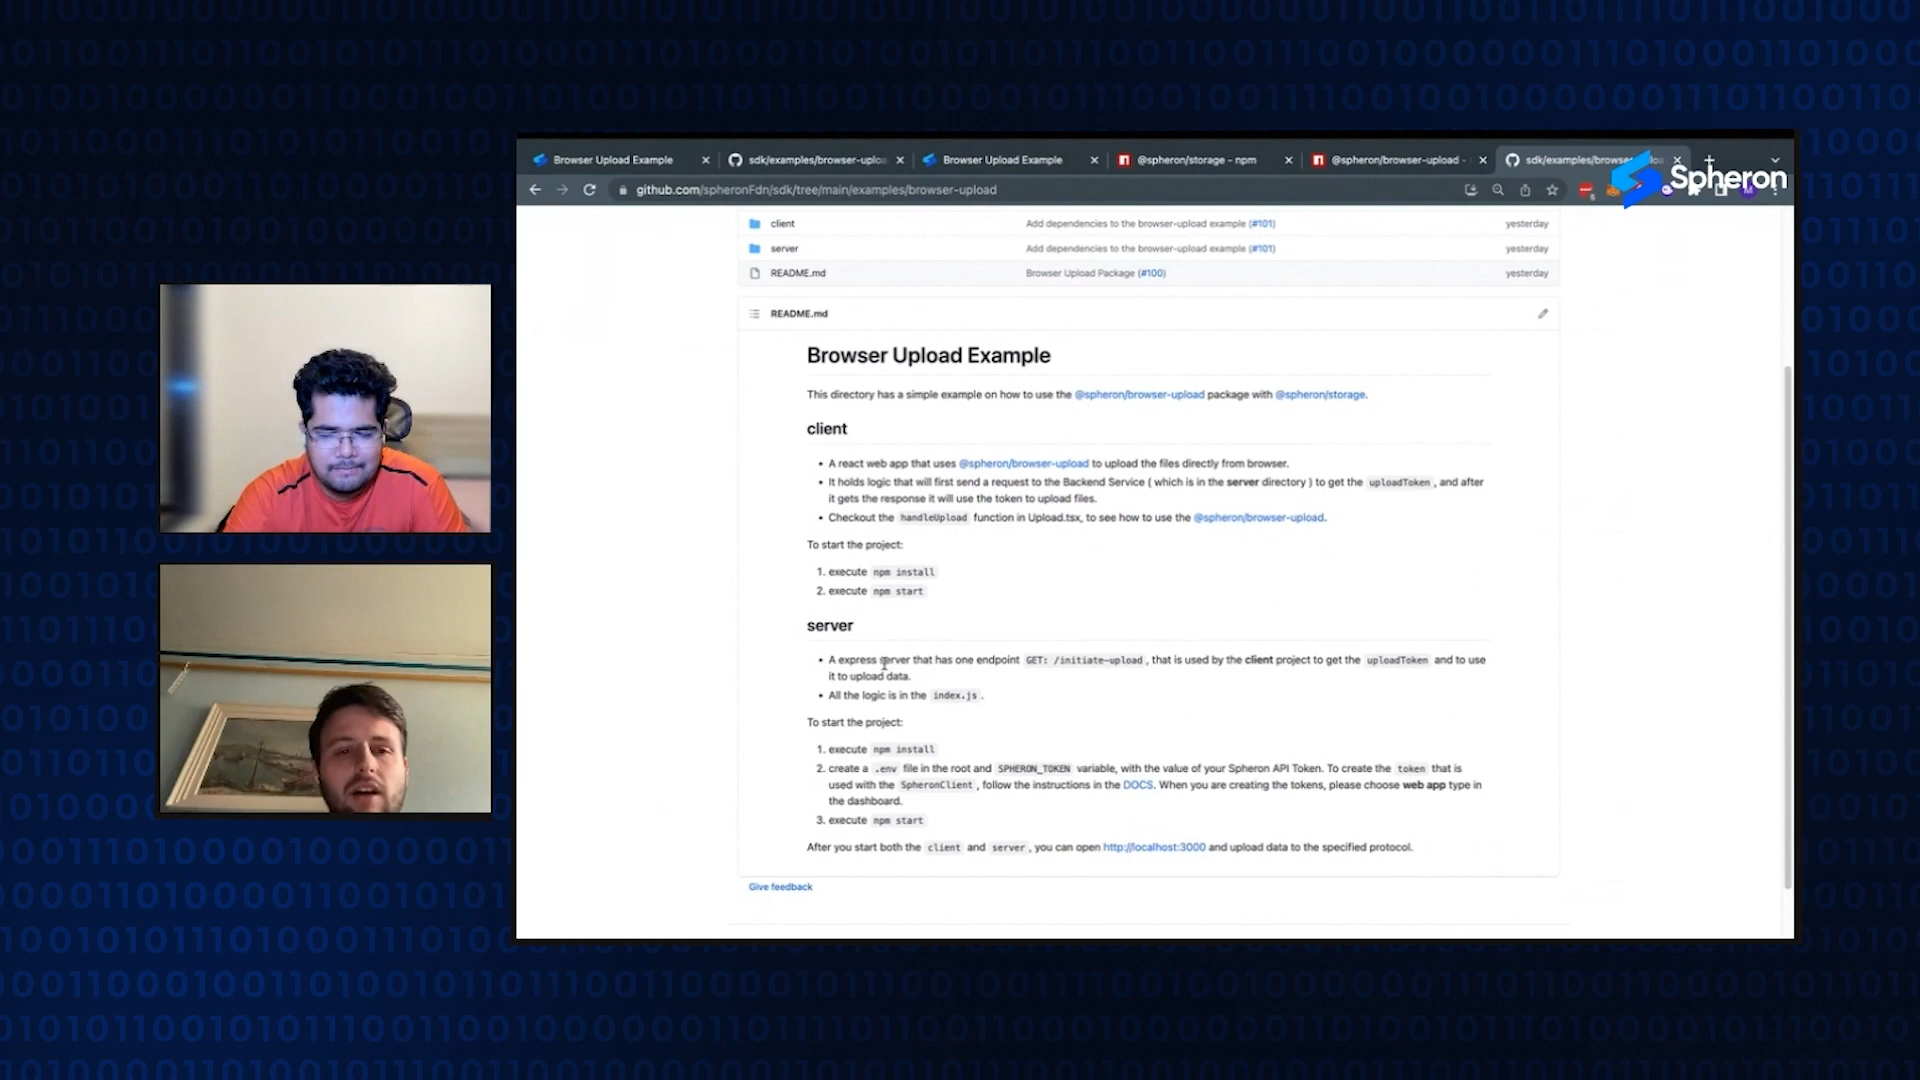 Browser Upload Example
sdk/examples/browser-uploa
Browser Upload Example
@spheron/storage - npm
@spheron/browser-upload -
sdk/examples/browse
github.com/spheronFdn/sdk/tree/main/examples/browser-upload
Spheron
client Add dependencies to the browser-upload example (#101) yesterday
server Add dependencies to the browser-upload example (#101) yesterday
README.md Browser Upload Package (#100) yesterday
README.md
Browser Upload Example
This directory has a simple example on how to use the @spheron/browser-upload package with @spheron/storage.
client
• A react web app that uses @spheron/browser-upload to upload the files directly from browser.
• It holds logic that will first send a request to the Backend Service ( which is in the server directory ) to get the uploadToken , and after
it gets the response it will use the token to upload files.
• Checkout the handleUpload function in Upload.tsx, to see how to use the @spheron/browser-upload.
To start the project:
1. execute npm install
2. execute npm start
server
• A express server that has one endpoint GET: /initiate-upload , that is used by the client project to get the uploadToken and to use
it to upload data.
• All the logic is in the index.js .
To start the project:
1. execute npm install
2. create a .env file in the root and SPHERON_TOKEN variable, with the value of your Spheron API Token. To create the token that is
used with the SpheronClient , follow the instructions in the DOCS. When you are creating the tokens, please choose web app type in
the dashboard.
3. execute npm start
After you start both the client and server , you can open http://localhost:3000 and upload data to the specified protocol.
Give feedback